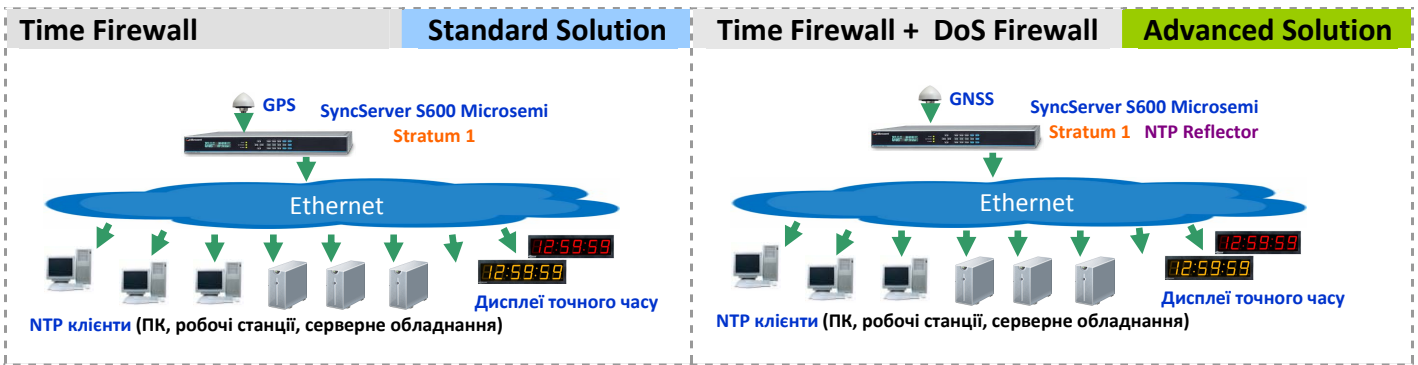 Time Firewall
Standard Solution
GPS
SyncServer S600 Microsemi
Stratum 1
Ethernet
12:59:59
12:59:59
Дисплеї точного часу
NTP клієнти (ПК, робочі станції, серверне обладнання)
Time Firewall + DoS Firewall
Advanced Solution
GNSS
SyncServer S600 Microsemi
Stratum 1 NTP Reflector
Ethernet
12:59:59
12:59:59
Дисплеї точного часу
NTP клієнти (ПК, робочі станції, серверне обладнання)